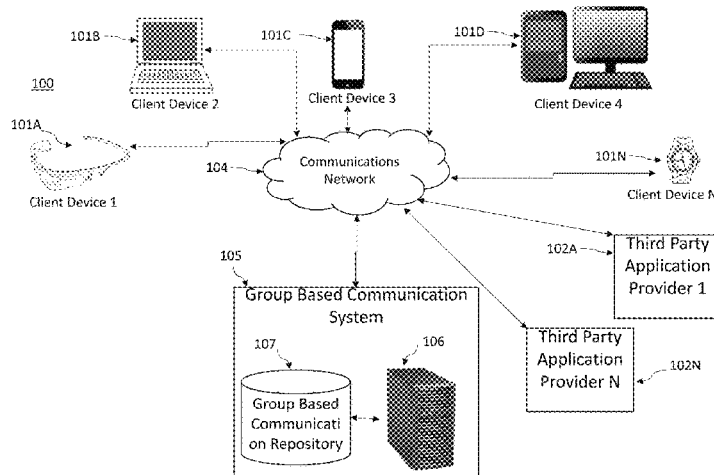 101B
Client Device 2
101C
Client Device 3
101D
Client Device 4
100
101A
Client Device 1
104
Communications
Network
101N
Client Device N
102A
Third Party
Application
Provider 1
105
Group Based Communication
System
107
Group Based
Communicati
on Repository
106
Third Party
Application
Provider N
102N